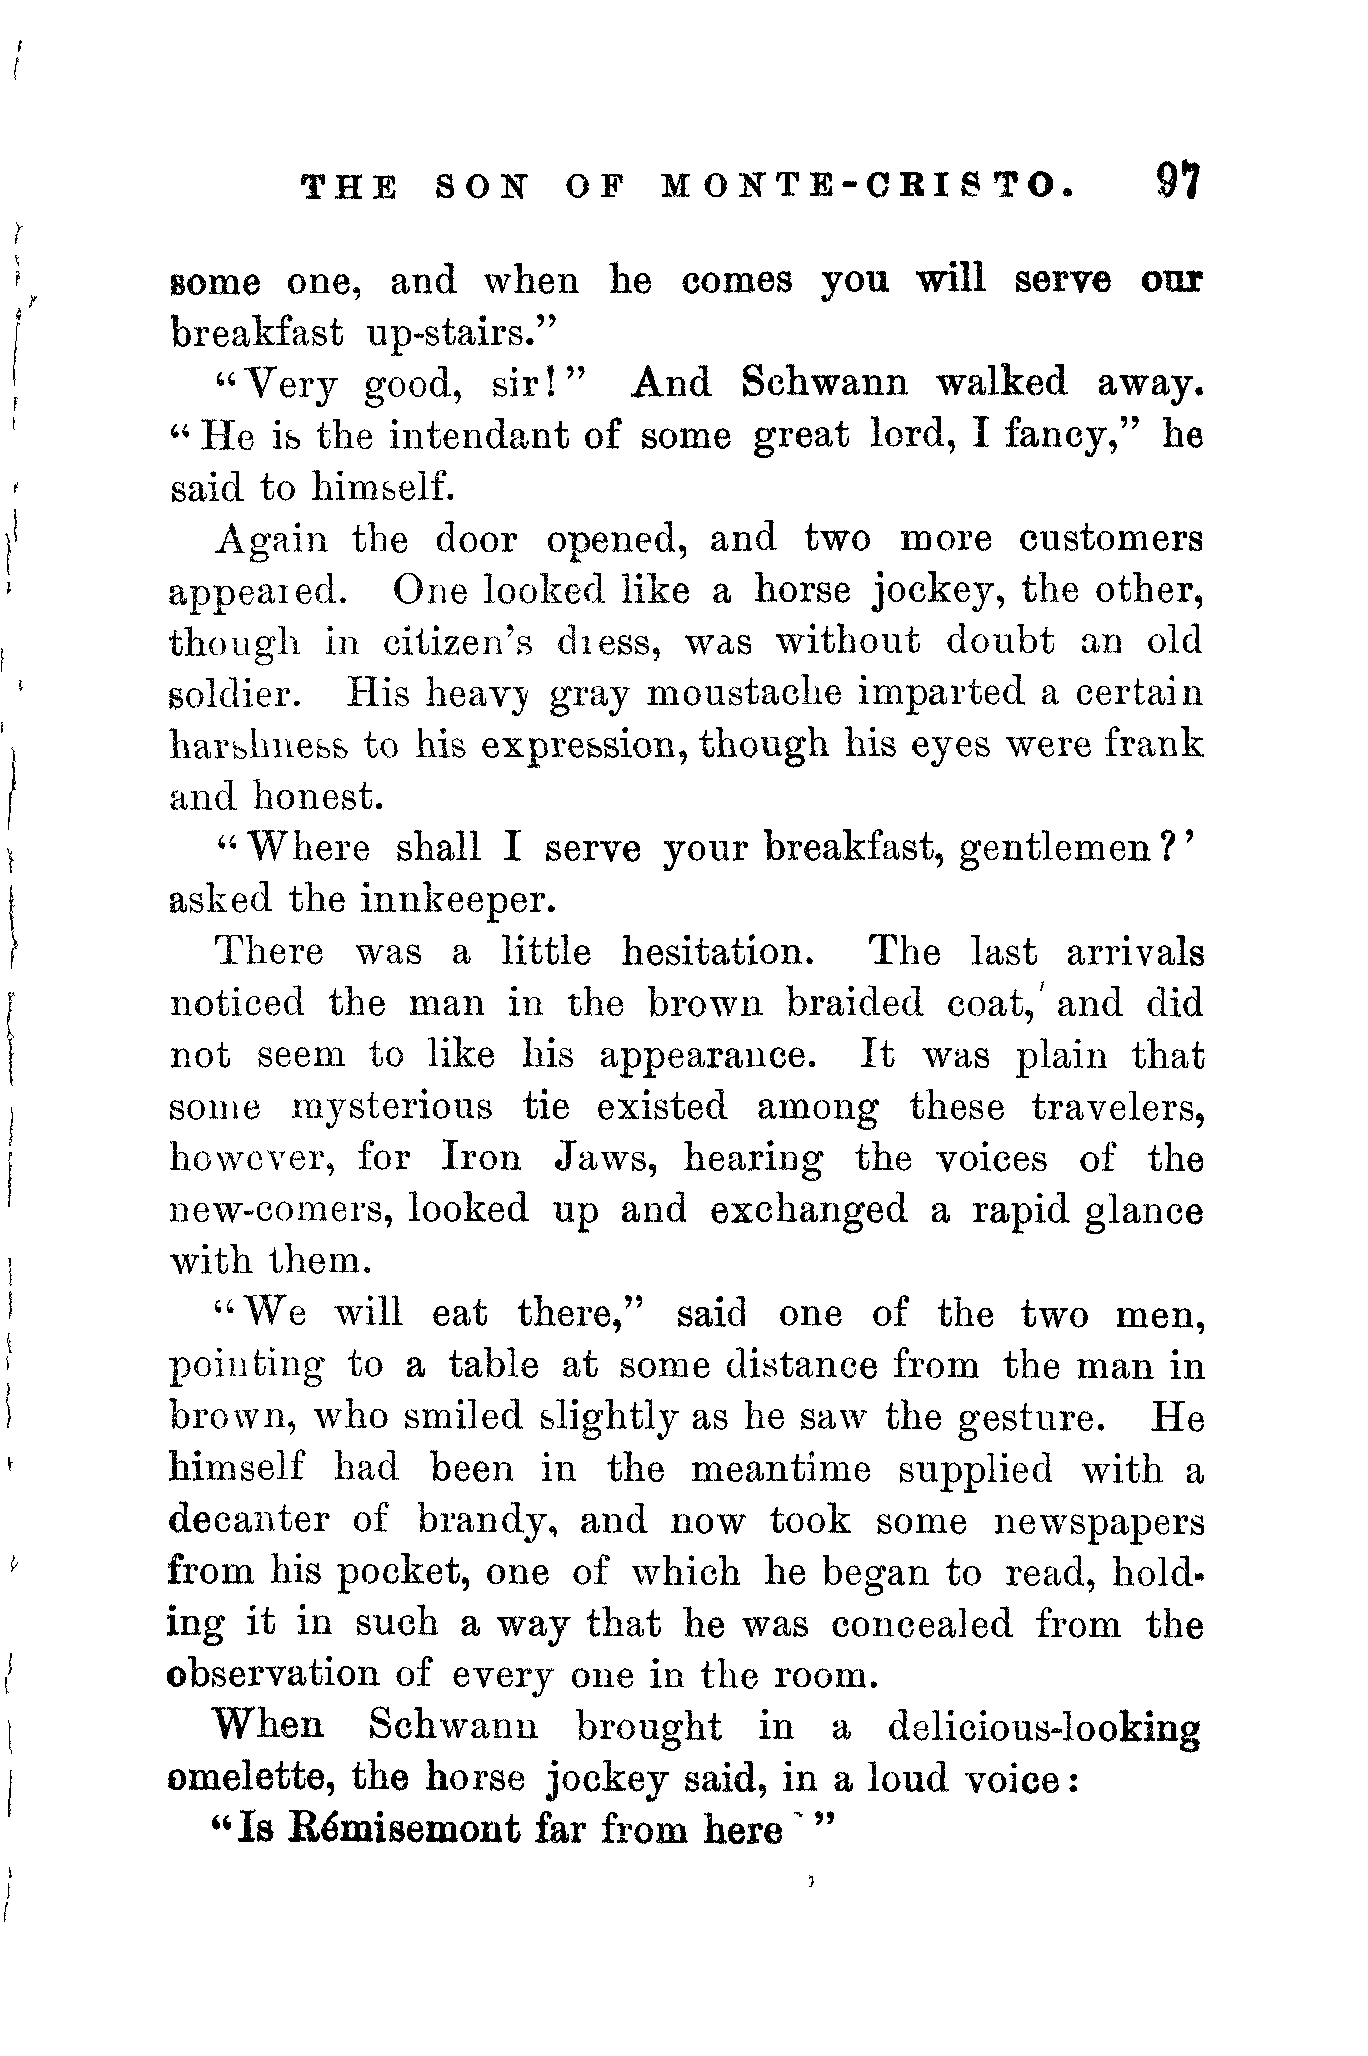 THE SON OF MONTE-CRISTO. 97
some one, and when he comes you will serve our
breakfast up-stairs.”
“Very good, sir!” And Schwann walked away.
“He is the intendant of some great lord, I fancy,” he
said to himself.
Again the door opened, and two more customers
appeared. One looked like a horse jockey, the other,
though in citizen’s dress, was without doubt an old
soldier. His heavy gray moustache imparted a certain
harshness to his expression, though his eyes were frank
and honest.
“Where shall I serve your breakfast, gentlemen?’
asked the innkeeper.
There was a little hesitation. The last arrivals
noticed the man in the brown braided coat, and did
not seem to like his appearance. It was plain that
some mysterious tie existed among these travelers,
however, for Iron Jaws, hearing the voices of the
new-comers, looked up and exchanged a rapid glance
with them.
“We will eat there,” said one of the two men,
pointing to a table at some distance from the man in
brown, who smiled slightly as he saw the gesture. He
himself had been in the meantime supplied with a
decanter of brandy, and now took some newspapers
from his pocket, one of which he began to read, hold-
ing it in such a way that he was concealed from the
observation of every one in the room.
When Schwann brought in a delicious-looking
omelette, the horse jockey said, in a loud voice:
“Is Rémisemont far from here”